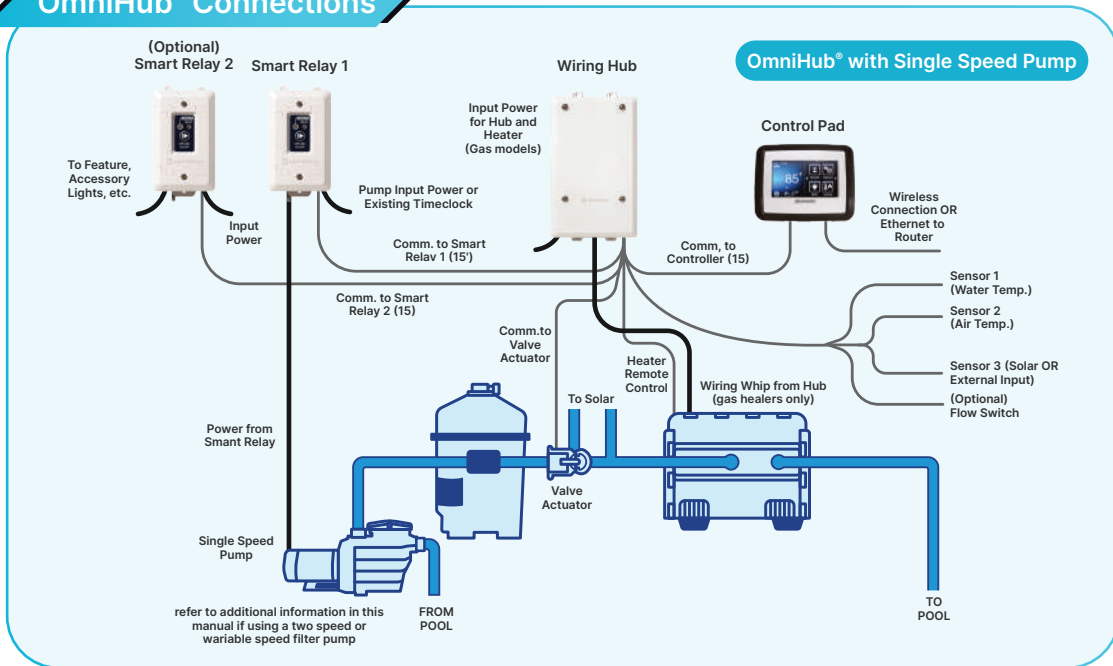 OmniHub® Connections
OmniHub® with Single Speed Pump
(Optional)
Smart Relay 2
Smart Relay 1
Wiring Hub
Control Pad
Input Power
for Hub and
Heater
(Gas models)
85°
To Feature,
Accessory
Lights, etc.
Input
Power
Pump Input Power or
Existing Timeclock
Comm. to Smart
Relav 1 (15')
Comm. to Smart
Relay 2 (15)
Comm, to
Controller (15)
Wireless
Connection OR
Ethernet to
Router
Sensor 1
(Water Temp.)
Sensor 2
(Air Temp.)
Sensor 3 (Solar OR
External Input)
(Optional)
Flow Switch
Comm.to
Valve
Actuator
Heater
Remote
Control
Wiring Whip from Hub
(gas healers only)
To Solar
Power from
Smant Relay
Valve
Actuator
Single Speed
Pump
refer to additional information in this
manual if using a two speed or
wariable speed filter pump
FROM
POOL
TO
POOL